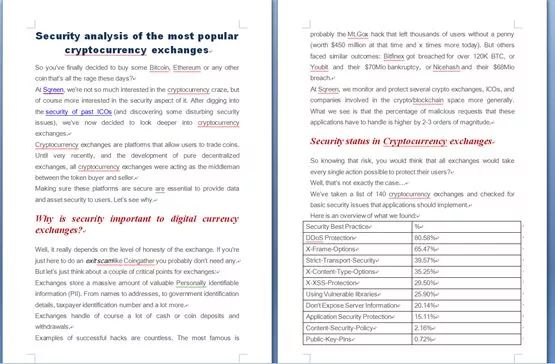 Security analysis of the most popular
cryptocurrency exchanges
So you've finally decided to buy some Bitcoin, Ethereum or any other
coin that's all the rage these days?
At Sqreen, we're not so much interested in the cryptocurrency craze, but
of course more interested in the security aspect of it. After digging into
the security of past ICOs (and discovering some disturbing security
issues), we've now decided to look deeper into cryptocurrency
exchanges.
Cryptocurrency exchanges are platforms that allow users to trade coins.
Until very recently, and the development of pure decentralized
exchanges, all cryptocurrency exchanges were acting as the middleman
between the token buyer and seller.
Making sure these platforms are secure are essential to provide data
and asset security to users. Let's see why.
Why is security important to digital currency
exchanges?
Well, it really depends on the level of honesty of the exchange. If you're
just here to do an exit scam like Coingather you probably don't need any.
But let's just think about a couple of critical points for exchanges:
Exchanges store a massive amount of valuable Personally identifiable
information (PII). From names to addresses, to government identification
details, taxpayer identification number and a lot more.
Exchanges handle of course a lot of cash or coin deposits and
withdrawals.
Examples of successful hacks are countless. The most famous is
probably the Mt.Gox hack that left thousands of users without a penny
(worth $450 million at that time and x times more today). But others
faced similar outcomes: Bitfinex got breached for over 120K BTC, or
Youbit and their $70Mio bankruptcy, or Nicehash and their $68Mio
breach.
At Sqreen, we monitor and protect several crypto exchanges, ICOs, and
companies involved in the crypto/blockchain space more generally.
What we see is that the percentage of malicious requests that these
applications have to handle is higher by 2-3 orders of magnitude.
Security status in Cryptocurrency exchanges
So knowing that risk, you would think that all exchanges would take
every single action possible to protect their users?
Well, that's not exactly the case...
We've taken a list of 140 cryptocurrency exchanges and checked for
basic security issues that applications should implement.
Here is an overview of what we found:
Security Best Practice %
DDoS Protection 80.58%
X-Frame-Options 65.47%
Strict-Transport-Security 39.57%
X-Content-Type-Options 35.25%
X-XSS-Protection 29.50%
Using Vulnerable libraries 25.90%
Don't Expose Server Information 20.14%
Application Security Protection 15.11%
Content-Security-Policy 2.16%
Public-Key-Pins 0.72%